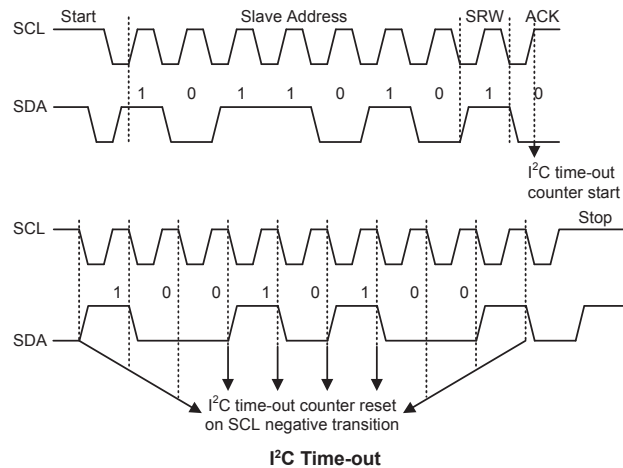 Start Slave Address SRW ACK
SCL
1 0 1 1 0 1 0 1 0
SDA
I²C time-out
counter start
Stop
SCL
1 0 0 1 0 1 0 0
SDA
I²C time-out counter reset
on SCL negative transition
I²C Time-out